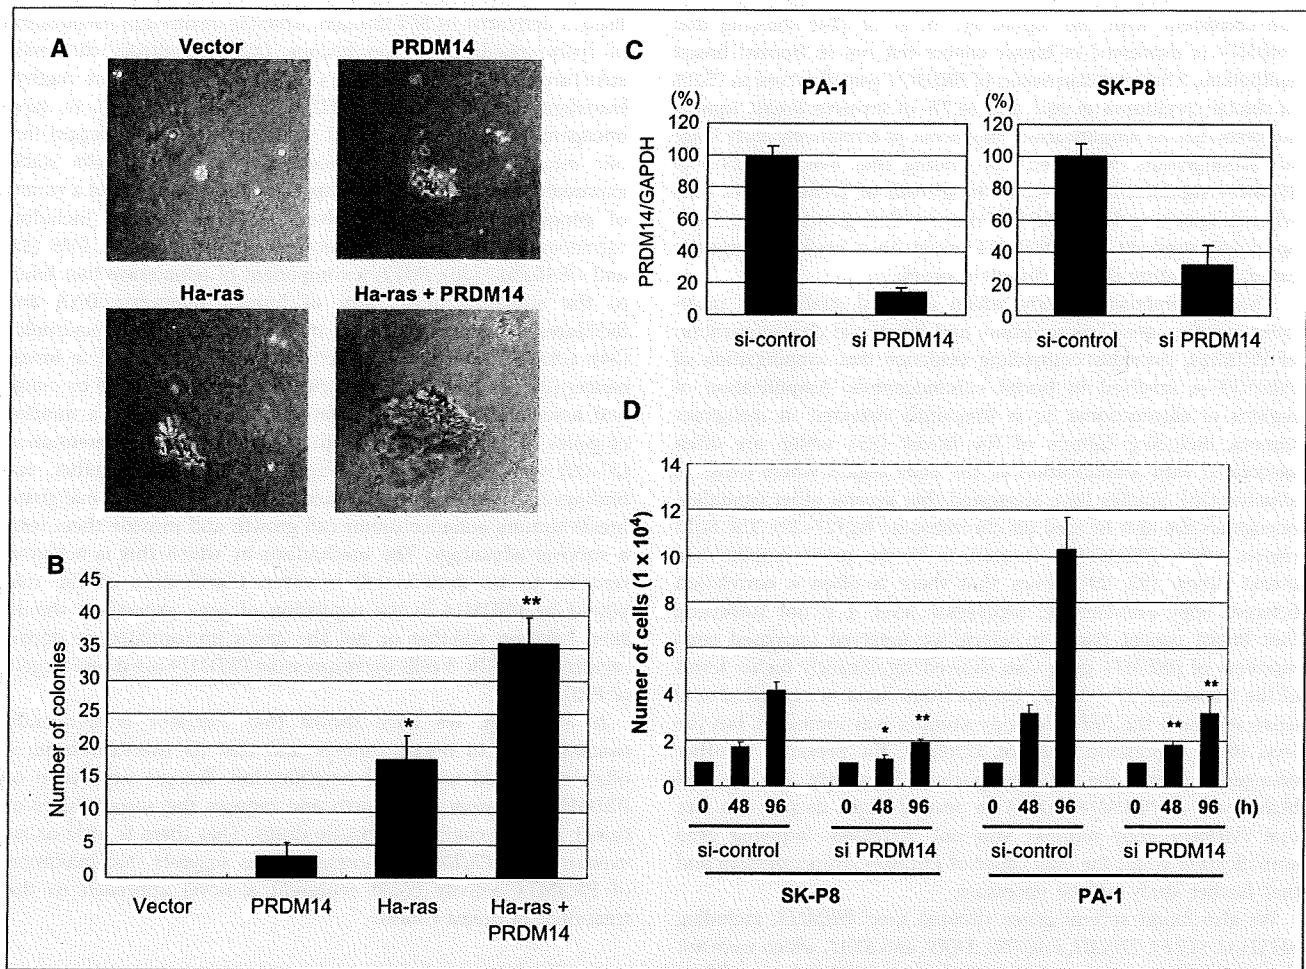 A
Vector
PRDM14
Ha-ras
Ha-ras + PRDM14
B
Number of colonies
45
40
35
30
25
20
15
10
5
0
*
**
Vector
PRDM14
Ha-ras
Ha-ras +
PRDM14
C
PA-1
(%)
PRDM14/GAPDH
120
100
80
60
40
20
0
si-control
si PRDM14
SK-P8
(%)
120
100
80
60
40
20
0
si-control
si PRDM14
D
Numer of cells (1 x 10⁴)
14
12
10
8
6
4
2
0
*
**
**
**
0 48 96 0 48 96 0 48 96 0 48 96 (h)
si-control si PRDM14 si-control si PRDM14
SK-P8 PA-1